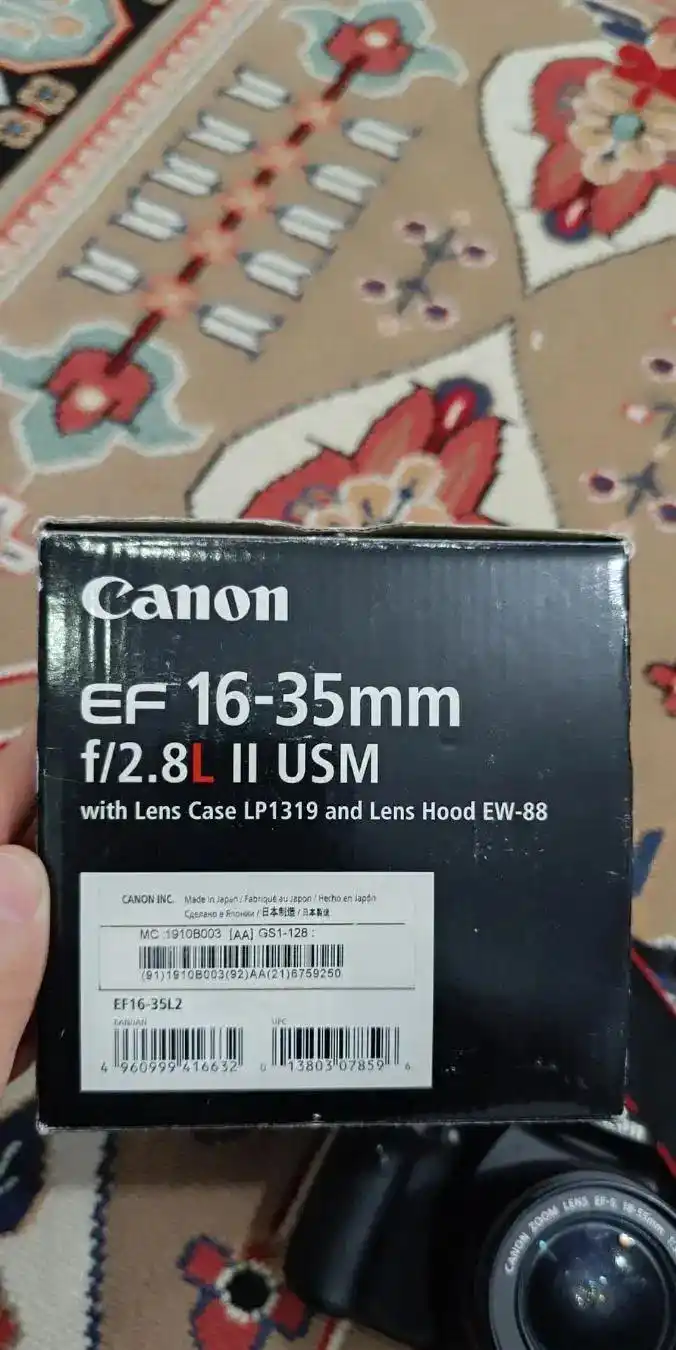 Canon
EF 16-35mm
f/2.8L II USM
with Lens Case LP1319 and Lens Hood EW-88
CANON INC. Made in Japan / Fabriqué au Japon / Hecho en Japón
Сделано в Японии / 日本制造 / 日本製造
MC :1910B003 [AA] GS1-128 :
(91)1910B003(92)AA(21)6759250
EF16-35L2
EAN/JAN UPC
4 960999 416632 0 13803 07859 6
CANON ZOOM LENS EF-S 18-55mm